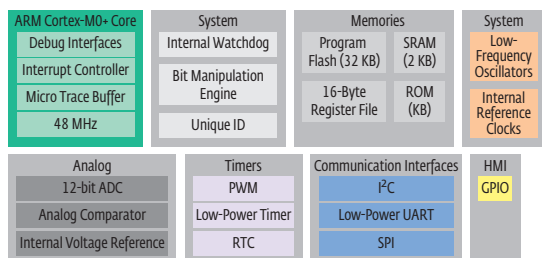 ARM Cortex-M0+ Core
Debug Interfaces
Interrupt Controller
Micro Trace Buffer
48 MHz
System
Internal Watchdog
Bit Manipulation
Engine
Unique ID
Memories
Program
Flash (32 KB)
SRAM
(2 KB)
16-Byte
Register File
ROM
(KB)
System
Low-
Frequency
Oscillators
Internal
Reference
Clocks
Analog
12-bit ADC
Analog Comparator
Internal Voltage Reference
Timers
PWM
Low-Power Timer
RTC
Communication Interfaces
I²C
Low-Power UART
SPI
HMI
GPIO